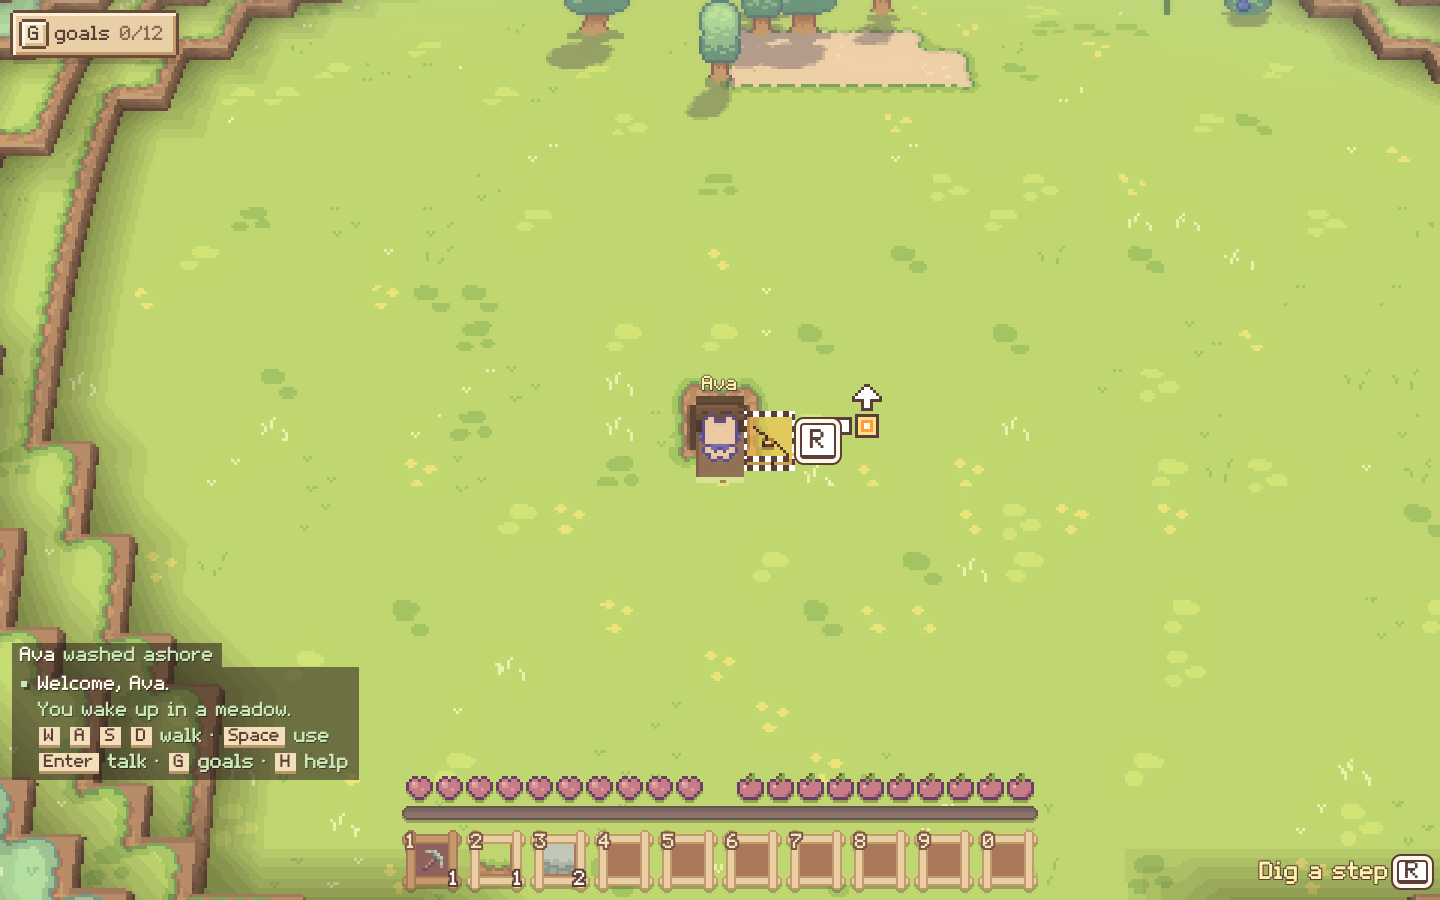 G goals 0/12
Ava
R
Ava washed ashore
Welcome, Ava.
You wake up in a meadow.
W A S D walk · Space use
Enter talk · G goals · H help
1 2 3 4 5 6 7 8 9 0
1 1 2
Dig a step R